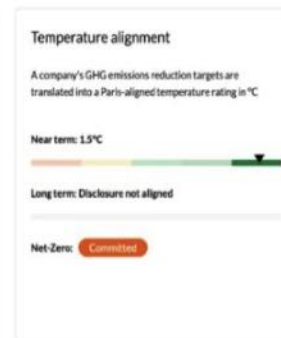 Temperature alignment
A company's GHG emissions reduction targets are
translated into a Paris-aligned temperature rating in °C
Near term: 1.5°C
Long term: Disclosure not aligned
Net-Zero: Committed